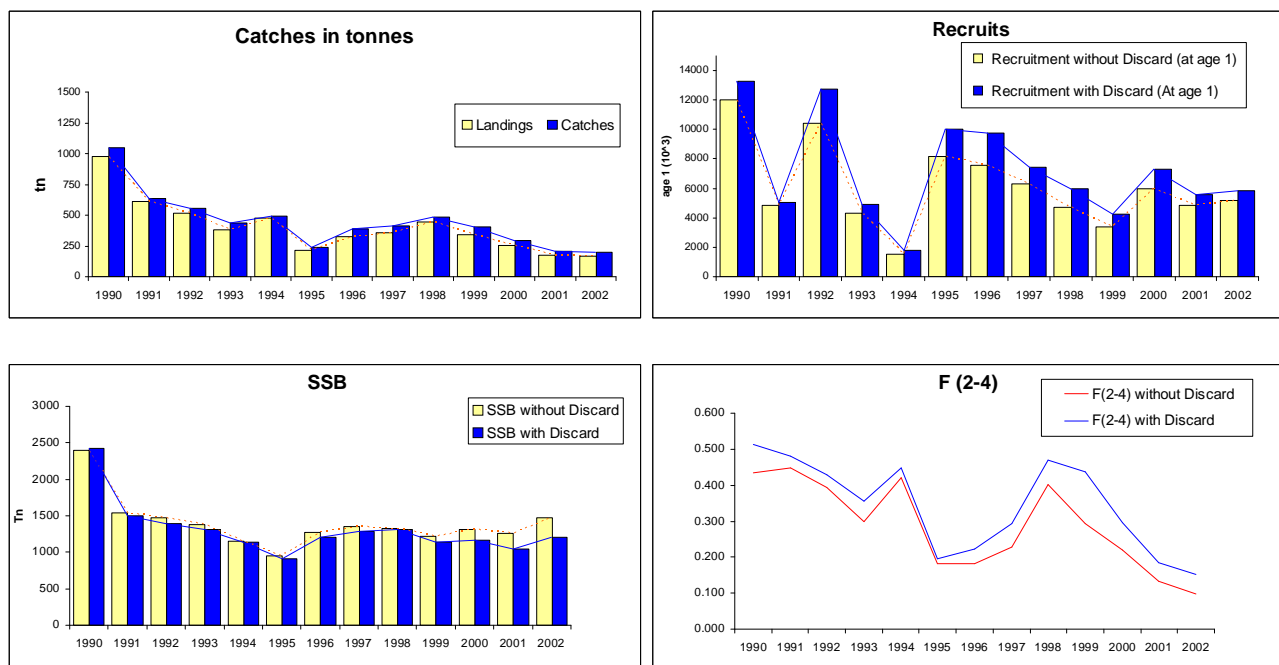 Catches in tonnes
1500
1250
1000
750
500
250
0
tn
Landings Catches
1990 1991 1992 1993 1994 1995 1996 1997 1998 1999 2000 2001 2002
Recruits
Recruitment without Discard (at age 1)
Recruitment with Discard (At age 1)
14000
12000
10000
8000
6000
4000
2000
0
age 1 (10^3)
1990 1991 1992 1993 1994 1995 1996 1997 1998 1999 2000 2001 2002
SSB
SSB without Discard
SSB with Discard
3000
2500
2000
1500
1000
500
0
Tn
1990 1991 1992 1993 1994 1995 1996 1997 1998 1999 2000 2001 2002
F (2-4)
F(2-4) without Discard
F(2-4) with Discard
0.600
0.500
0.400
0.300
0.200
0.100
0.000
1990 1991 1992 1993 1994 1995 1996 1997 1998 1999 2000 2001 2002